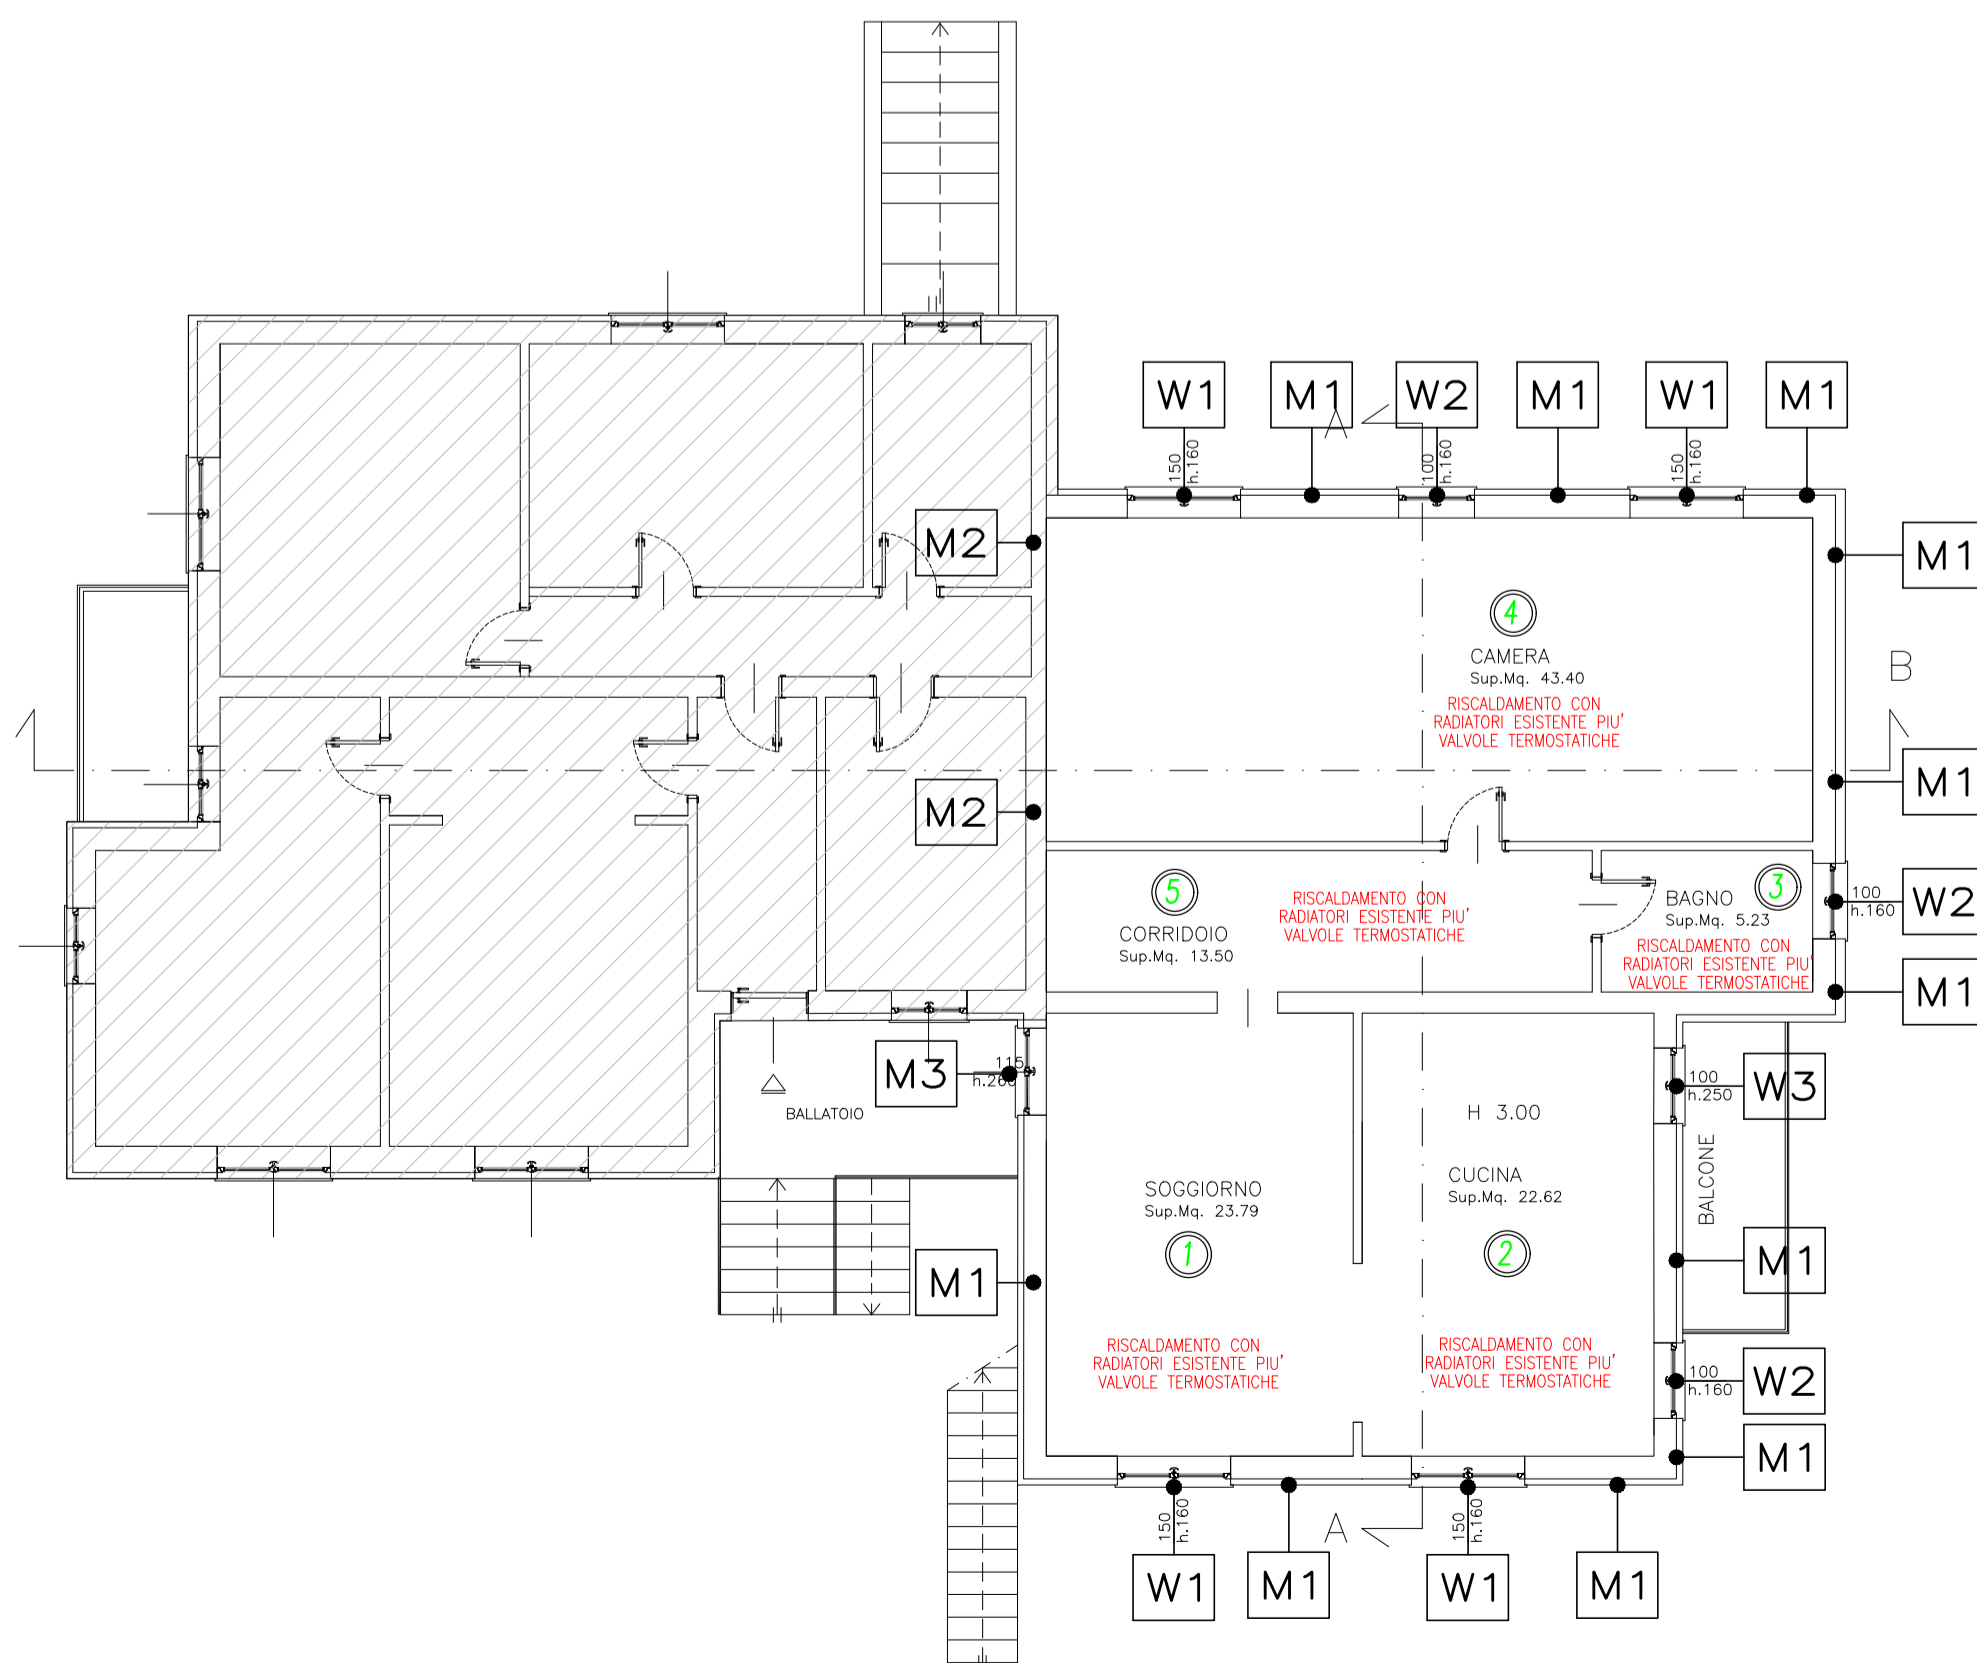 W1
M1
W2
M1
W1
M1
A
150
h.160
100
h.160
150
h.160
M2
M1
4
CAMERA
Sup.Mq. 43.40
RISCALDAMENTO CON
RADIATORI ESISTENTE PIU'
VALVOLE TERMOSTATICHE
B
M2
M1
5
CORRIDOIO
Sup.Mq. 13.50
RISCALDAMENTO CON
RADIATORI ESISTENTE PIU'
VALVOLE TERMOSTATICHE
3
BAGNO
Sup.Mq. 5.23
RISCALDAMENTO CON
RADIATORI ESISTENTE PIU'
VALVOLE TERMOSTATICHE
100
h.160
W2
M1
M3
115
h.260
BALLATOIO
H 3.00
100
h.250
W3
BALCONE
SOGGIORNO
Sup.Mq. 23.79
1
CUCINA
Sup.Mq. 22.62
2
M1
M1
RISCALDAMENTO CON
RADIATORI ESISTENTE PIU'
VALVOLE TERMOSTATICHE
RISCALDAMENTO CON
RADIATORI ESISTENTE PIU'
VALVOLE TERMOSTATICHE
100
h.160
W2
M1
150
h.160
A
150
h.160
W1
M1
W1
M1